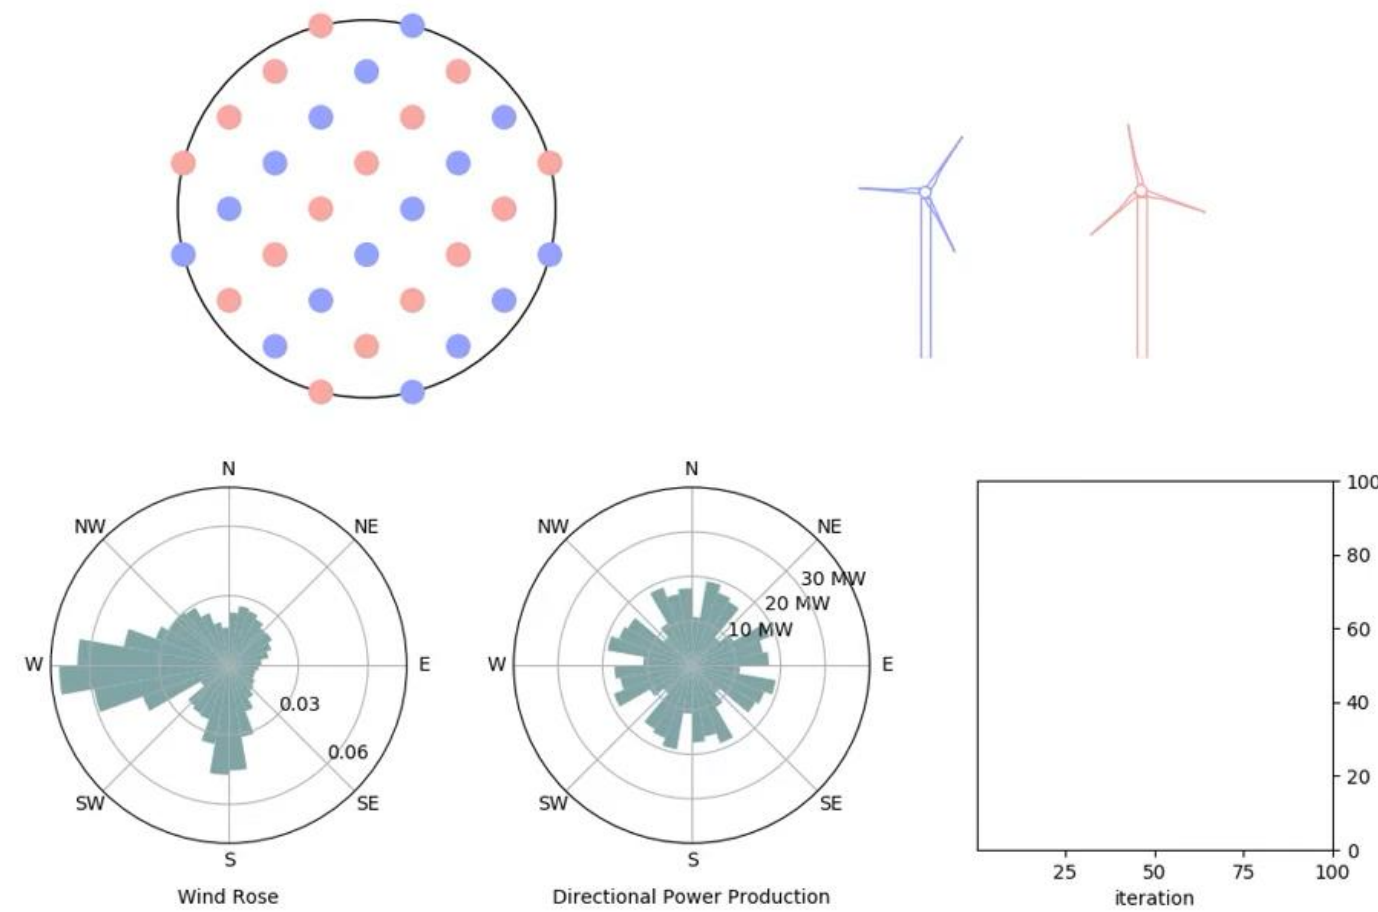 N
NW
NE
W
E
0.03
0.06
SW
SE
S
Wind Rose
N
NW
NE
30 MW
20 MW
10 MW
W
E
SW
SE
S
Directional Power Production
100
80
60
40
20
0
25 50 75 100
iteration